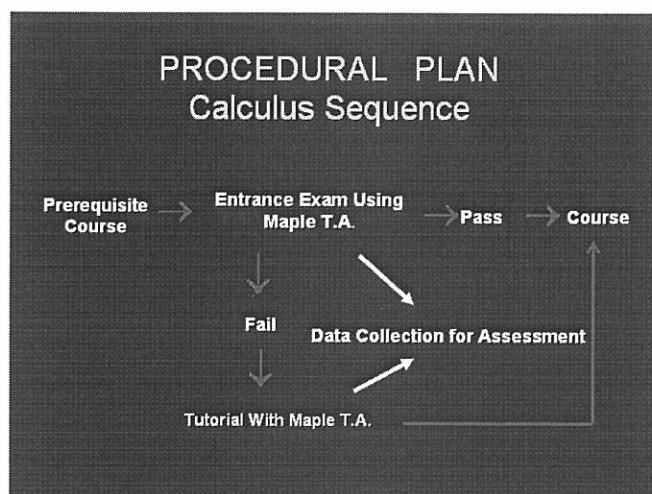 PROCEDURAL PLAN
Calculus Sequence
Prerequisite
Course
Entrance Exam Using
Maple T.A.
Pass
Course
Fail
Data Collection for Assessment
Tutorial With Maple T.A.